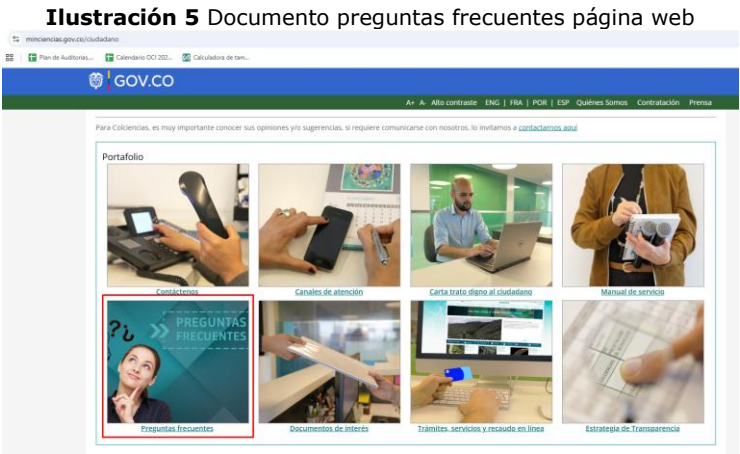 Ilustración 5 Documento preguntas frecuentes página web
minciencias.gov.co/ciudadano
Plan de Auditorias,... Calendario OCI 202... Calculadora de tam...
GOV.CO
A+ A- Alto contraste ENG | FRA | POR | ESP Quiénes Somos Contratación Prensa
Para Colciencias, es muy importante conocer sus opiniones y/o sugerencias, si requiere comunicarse con nosotros, lo invitamos a contactarnos aquí
Portafolio
Contáctenos Canales de atención Carta trato digno al ciudadano Manual de servicio
PREGUNTAS
FRECUENTES
Preguntas frecuentes Documentos de interés Trámites, servicios y recaudo en línea Estrategia de Transparencia